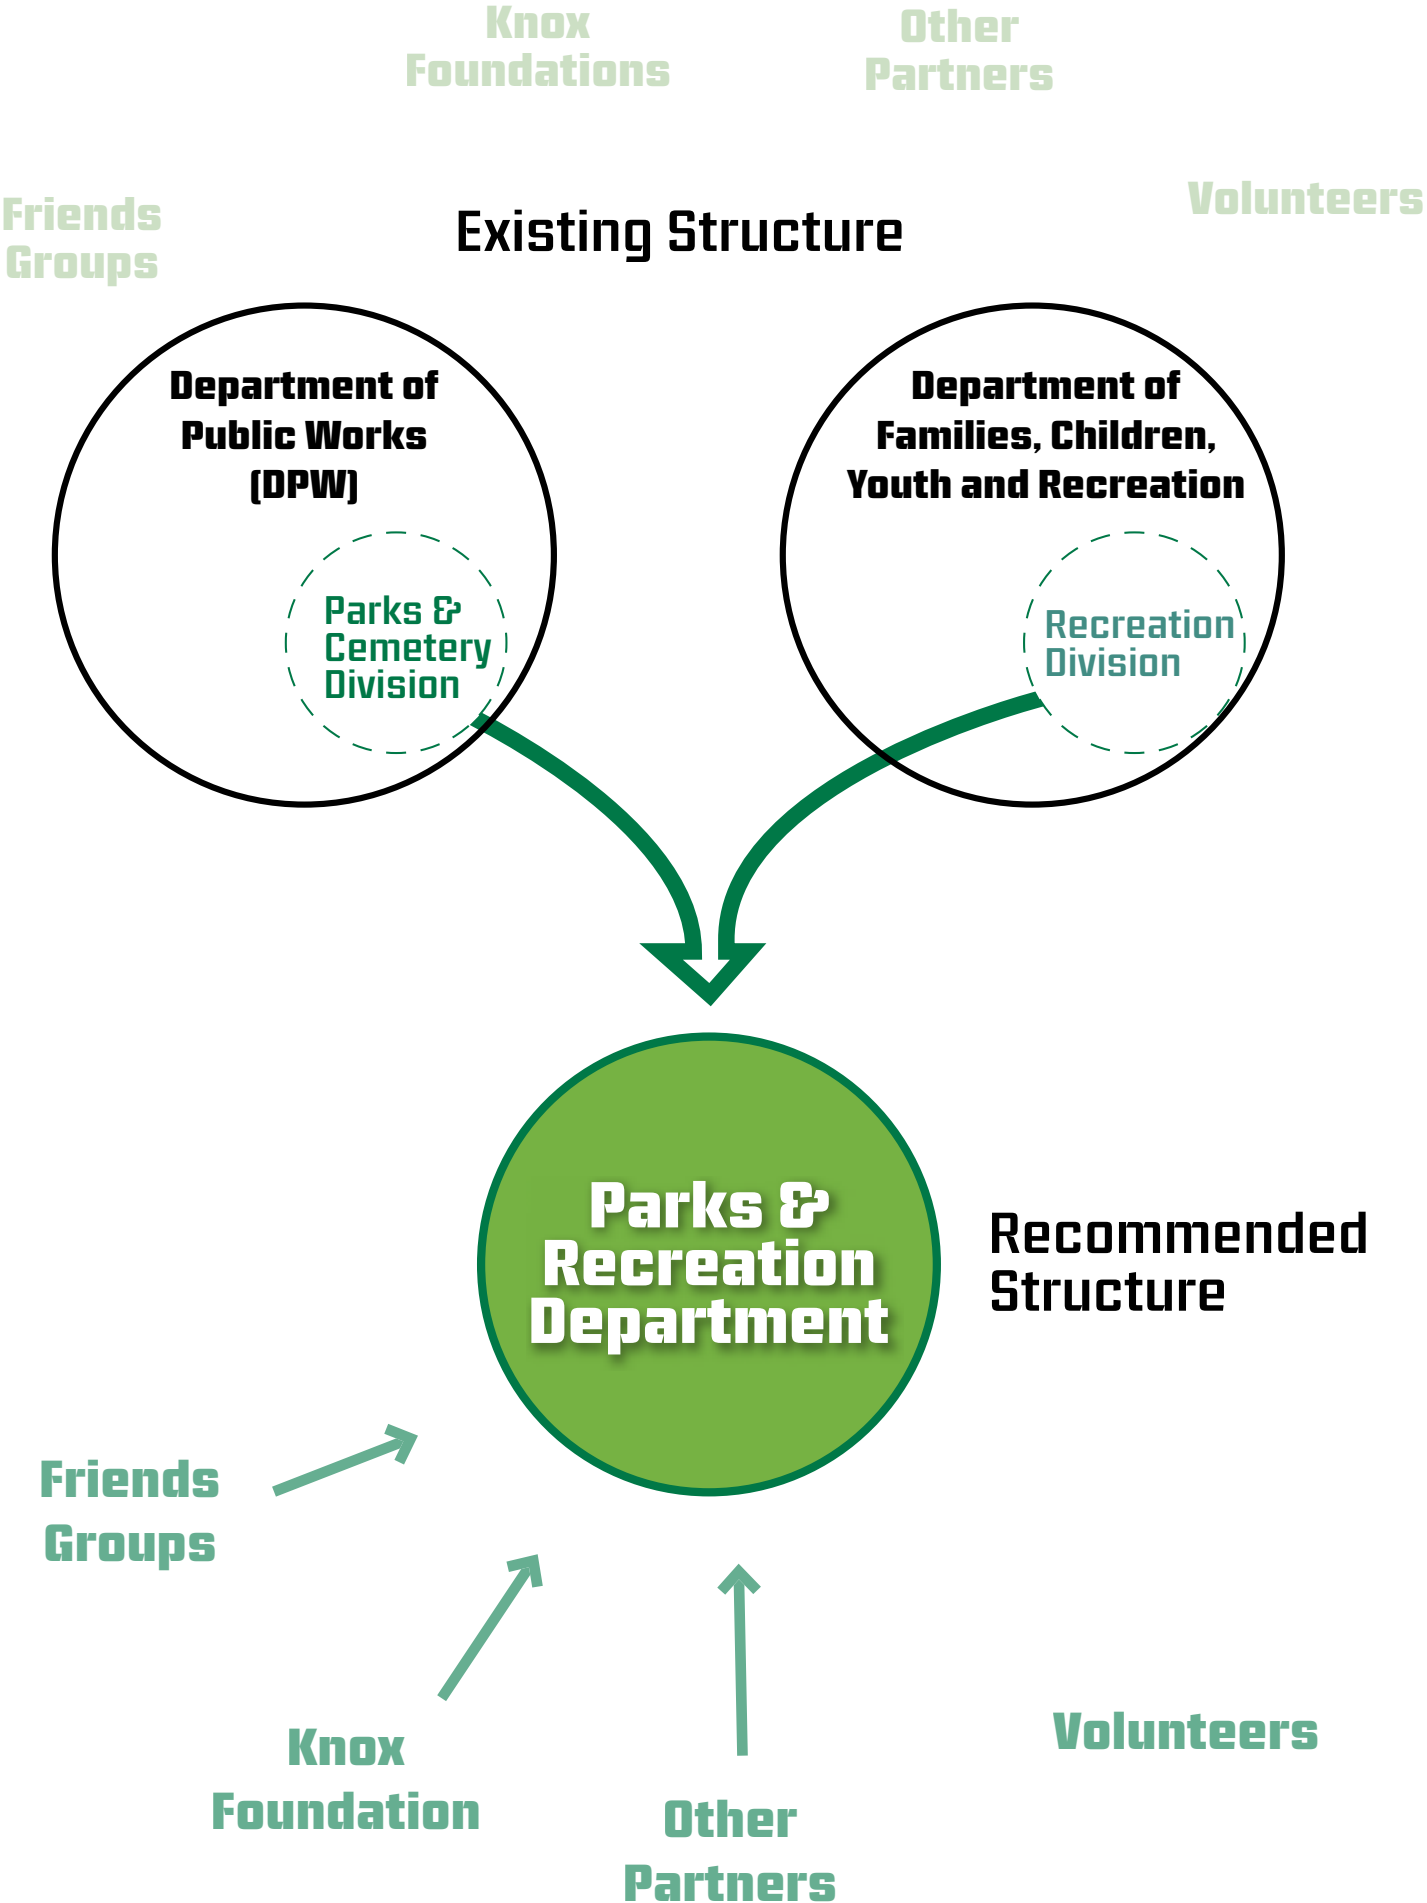 Knox
Foundations
Other
Partners
Friends
Groups
Existing Structure
Volunteers
Department of
Public Works
(DPW)
Department of
Families, Children,
Youth and Recreation
Parks &
Cemetery
Division
Recreation
Division
Parks &
Recreation
Department
Recommended
Structure
Friends
Groups
Knox
Foundation
Other
Partners
Volunteers